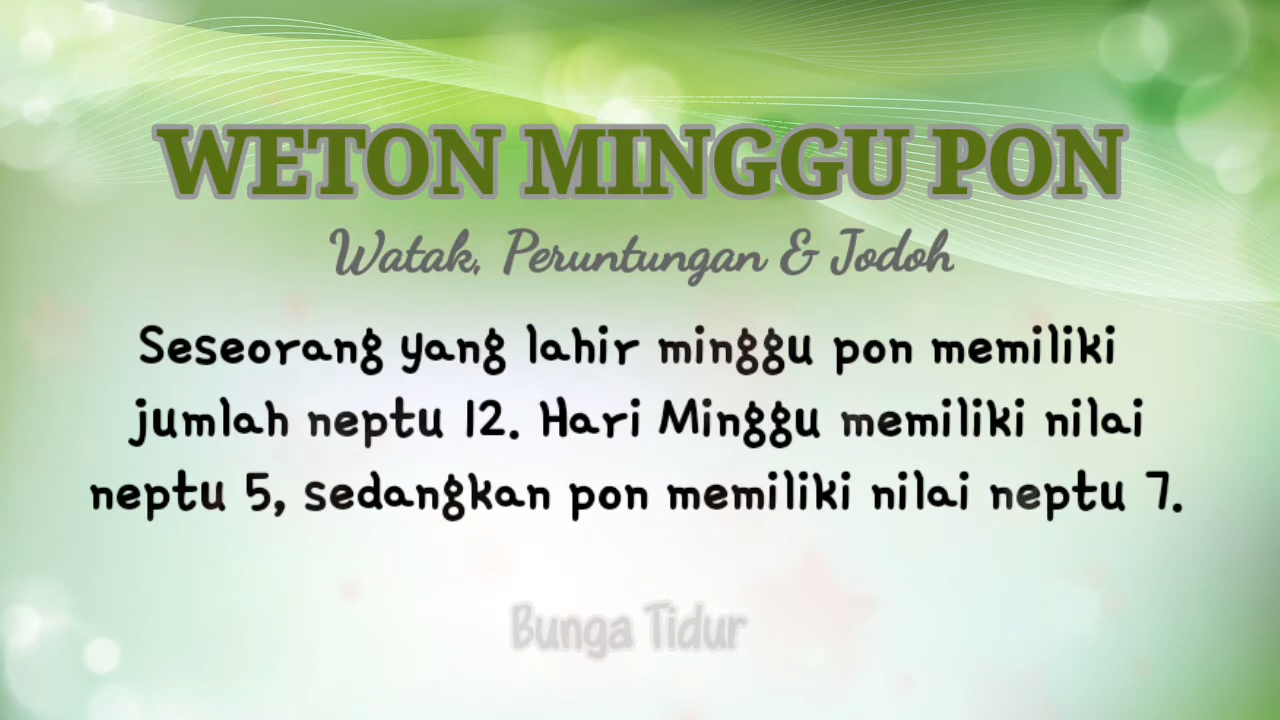 WETON MINGGU PON
Watak, Peruntungan & Jodoh
Seseorang yang lahir minggu pon memiliki
jumlah neptu 12. Hari Minggu memiliki nilai
neptu 5, sedangkan pon memiliki nilai neptu 7.
Bunga Tidur